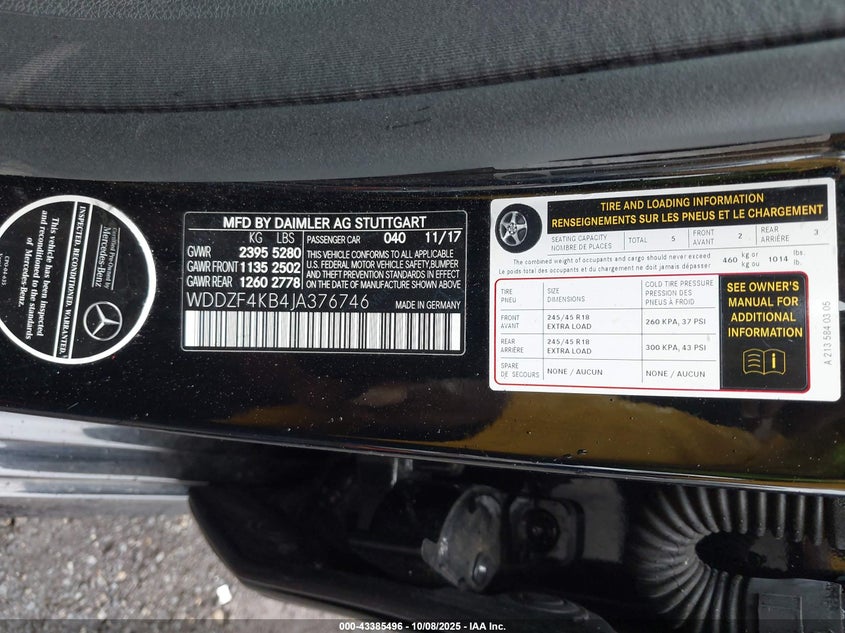 This vehicle has been inspected
and reconditioned to the standards
of Mercedes-Benz.
INSPECTED. RECONDITIONED. WARRANTED.
Certified Pre-Owned
Mercedes-Benz
MFD BY DAIMLER AG STUTTGART
KG LBS PASSENGER CAR 040 11/17
GVWR 2395 5280
GAWR FRONT 1135 2502
GAWR REAR 1260 2778
THIS VEHICLE CONFORMS TO ALL APPLICABLE
U.S. FEDERAL MOTOR VEHICLE SAFETY, BUMPER
AND THEFT PREVENTION STANDARDS IN EFFECT
ON DATE OF MANUFACTURE SHOWN ABOVE
WDDZF4KB4JA376746 MADE IN GERMANY
TIRE AND LOADING INFORMATION
RENSEIGNEMENTS SUR LES PNEUS ET LE CHARGEMENT
SEATING CAPACITY
NOMBRE DE PLACES
TOTAL 5
FRONT
AVANT 2
REAR
ARRIÈRE 3
The combined weight of occupants and cargo should never exceed
Le poids total des occupants et du chargement ne doit jamais dépasser
460 kg or
kg ou
1014 lbs.
lb.
TIRE
PNEU
SIZE
DIMENSIONS
COLD TIRE PRESSURE
PRESSION DES
PNEUS À FROID
FRONT
AVANT
245/45 R18
EXTRA LOAD
260 KPA, 37 PSI
REAR
ARRIÈRE
245/45 R18
EXTRA LOAD
300 KPA, 43 PSI
SPARE
DE SECOURS
NONE / AUCUN
NONE / AUCUN
SEE OWNER'S
MANUAL FOR
ADDITIONAL
INFORMATION
A 213 584 03 05
000-43385496 - 10/08/2025 - IAA Inc.